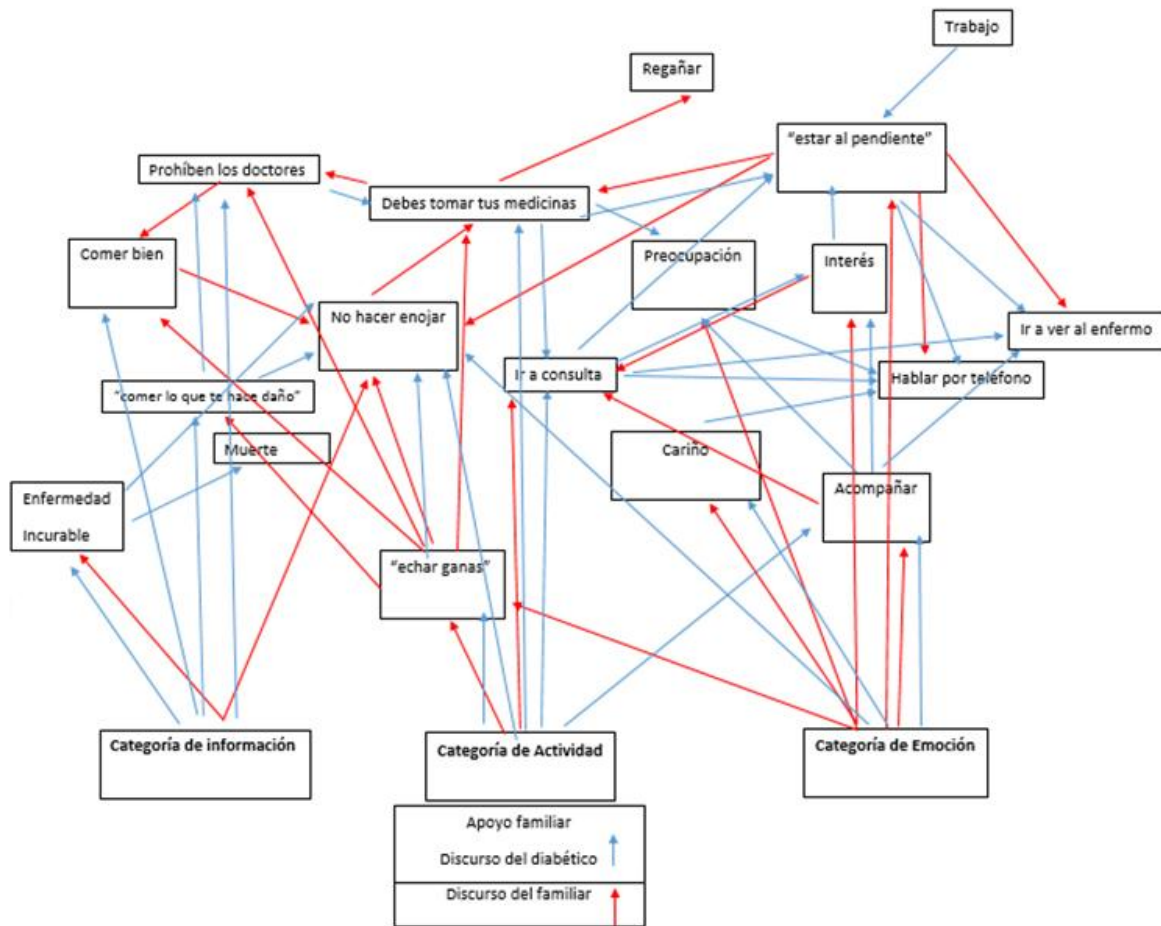 Trabajo
Regañar
"estar al pendiente"
Prohíben los doctores
Debes tomar tus medicinas
Comer bien
Preocupación
Interés
No hacer enojar
Ir a ver al enfermo
Ir a consulta
Hablar por teléfono
"comer lo que te hace daño"
Muerte
Cariño
Acompañar
Enfermedad
Incurable
"echar ganas"
Categoría de información
Categoría de Actividad
Categoría de Emoción
Apoyo familiar
Discurso del diabético
Discurso del familiar